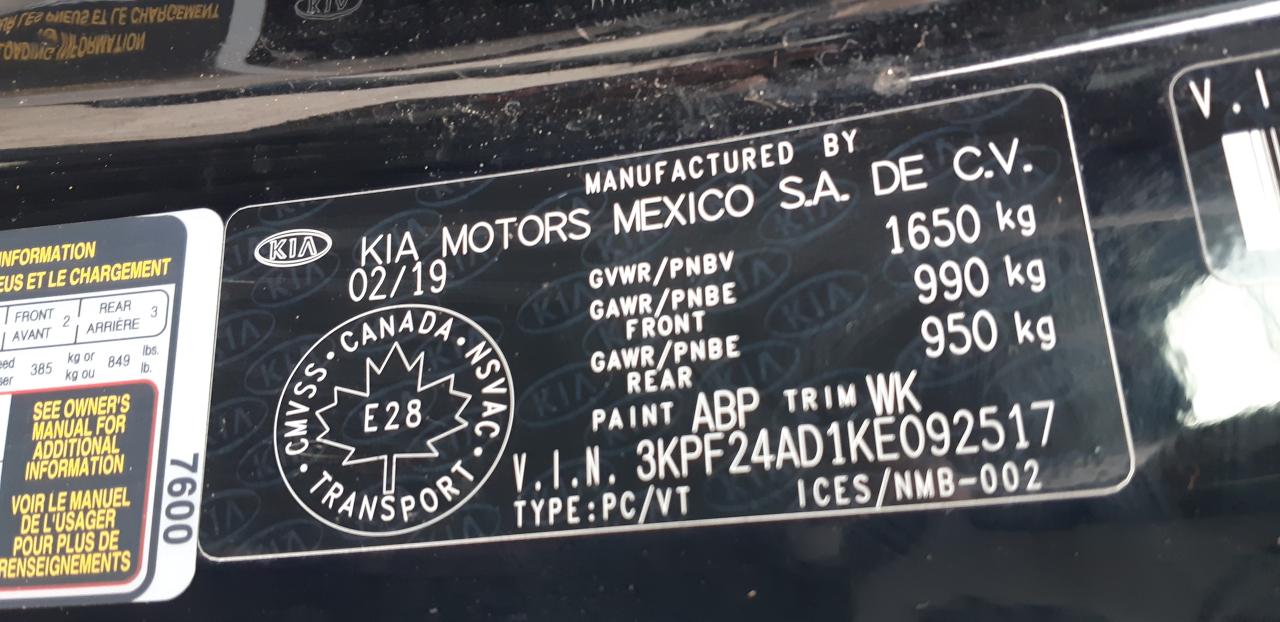 INFORMATION
EUS ET LE CHARGEMENT
FRONT
AVANT
2
REAR
ARRIÈRE
3
385
kg or
kg ou
849
lbs.
lb.
SEE OWNER'S
MANUAL FOR
ADDITIONAL
INFORMATION
VOIR LE MANUEL
DE L'USAGER
POUR PLUS DE
RENSEIGNEMENTS
7600
MANUFACTURED BY
KIA
KIA MOTORS MEXICO S.A. DE C.V.
02/19
GVWR/PNBV 1650 kg
GAWR/PNBE 990 kg
FRONT
GAWR/PNBE 950 kg
REAR
PAINT ABP TRIM WK
V.I.N. 3KPF24AD1KE092517
TYPE:PC/VT ICES/NMB-002
CMVSS • CANADA • NSVAC • TRANSPORT •
E28
V.I